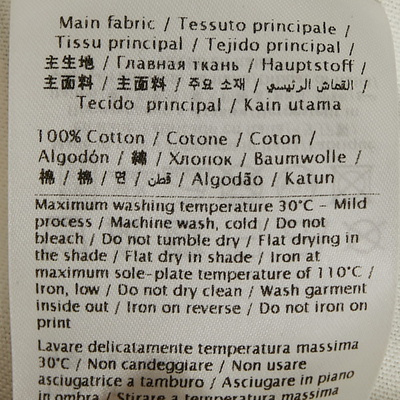 Main fabric / Tessuto principale /
Tissu principal / Tejido principal /
主生地 / Главная ткань / Hauptstoff /
主面料 / 主面料 / 주요 소재 / القماش الرئيسي /
Tecido principal / Kain utama
100% Cotton / Cotone / Coton /
Algodón / 綿 / Хлопок / Baumwolle /
棉 / 棉 / 면 / قطن / Algodão / Katun
Maximum washing temperature 30°C - Mild
process / Machine wash, cold / Do not
bleach / Do not tumble dry / Flat drying in
the shade / Flat dry in shade / Iron at
maximum sole-plate temperature of 110°C /
Iron, low / Do not dry clean / Wash garment
inside out / Iron on reverse / Do not iron on
print
Lavare delicatamente temperatura massima
30°C / Non candeggiare / Non usare
asciugatrice a tamburo / Asciugare in piano
in ombra / Stirare a temperatura massima